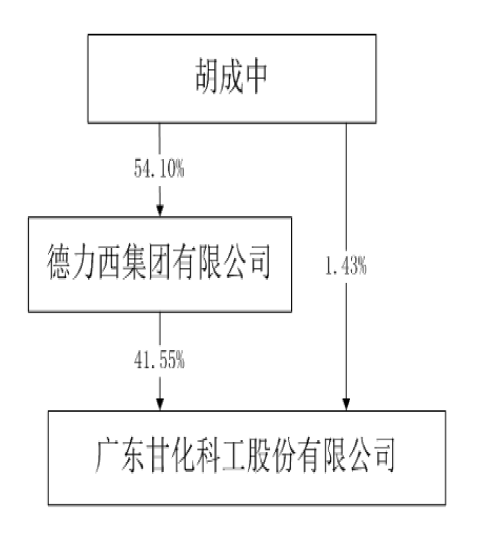 胡成中
54.10%
德力西集团有限公司
1.43%
41.55%
广东甘化科工股份有限公司